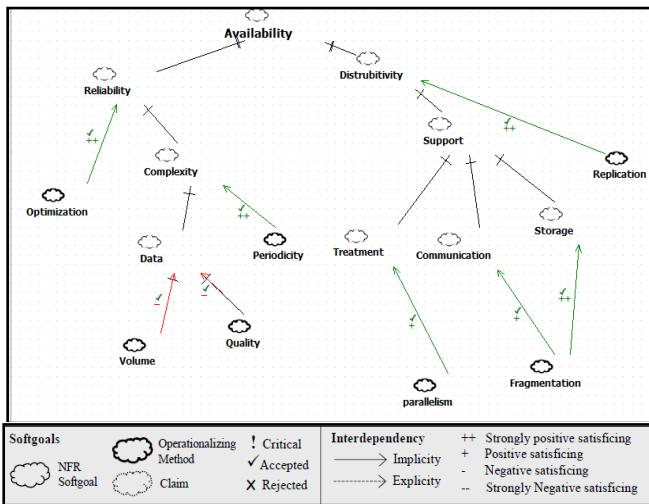 Availability
Reliability
Distrubitivity
✓
++
✓
++
Support
Complexity
Replication
Optimization
✓
++
Storage
Data
Periodicity
Treatment
Communication
✓
-
✓
-
✓
++
✓
+
✓
+
Volume
Quality
Fragmentation
parallelism
Softgoals
NFR
Softgoal
Operationalizing
Method
Claim
! Critical
✓ Accepted
X Rejected
Interdependency
Implicity
Explicity
++ Strongly positive satisficing
+ Positive satisficing
- Negative satisficing
-- Strongly Negative satisficing